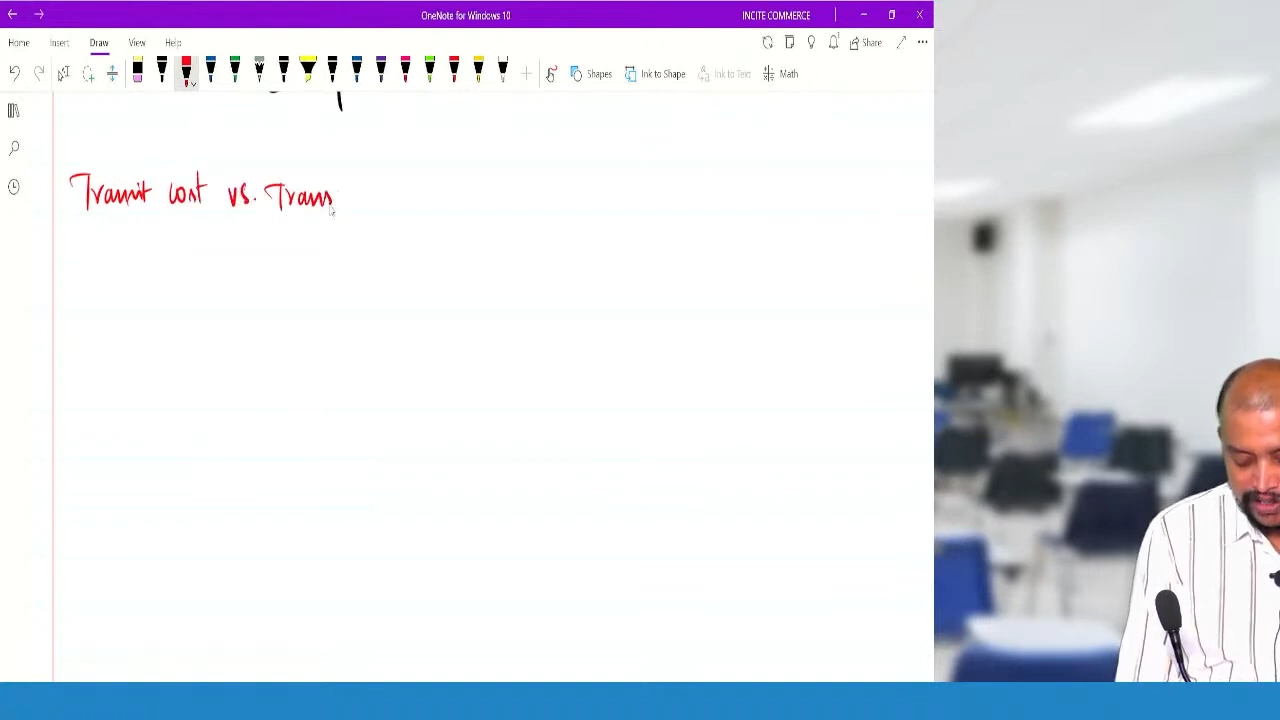 OneNote for Windows 10
INCITE COMMERCE
Home Insert Draw View Help
Share
Shapes Ink to Shape Ink to Text Math
Transit cost vs. Trans